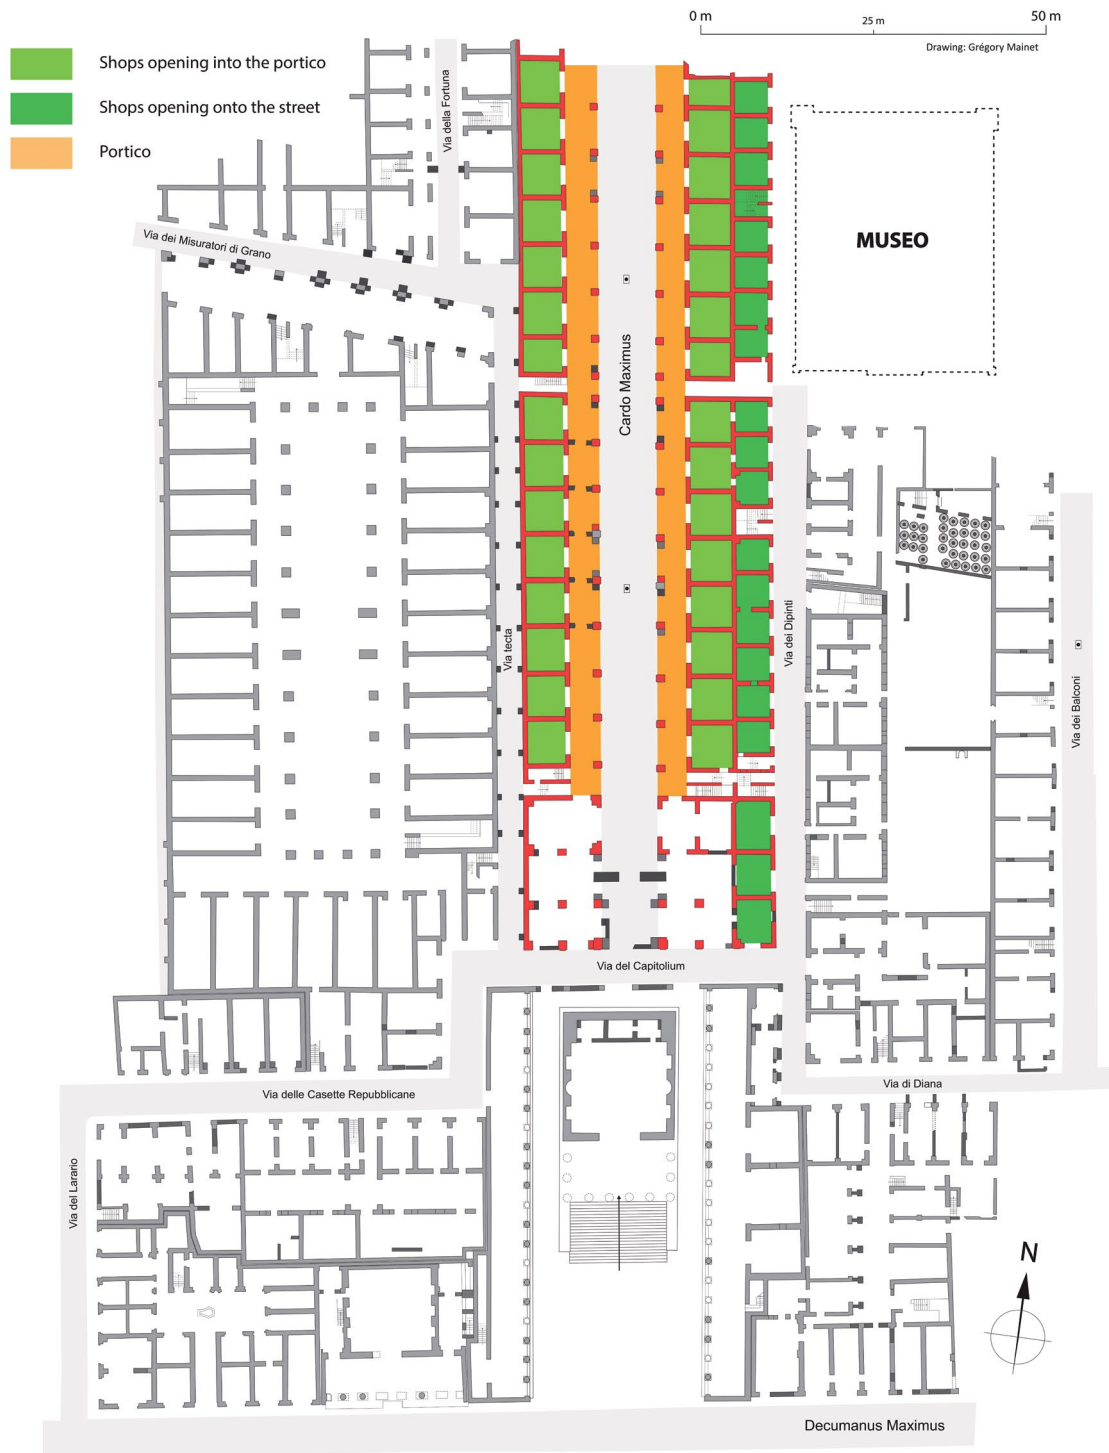 0 m
25 m
50 m
Drawing: Grégory Mainet
Shops opening into the portico
Shops opening onto the street
Portico
Via della Fortuna
Via dei Misuratori di Grano
MUSEO
Cardo Maximus
Via tecta
Via dei Dipinti
Via dei Balconi
Via del Capitolium
Via delle Casette Repubblicane
Via di Diana
Via del Larario
N
Decumanus Maximus